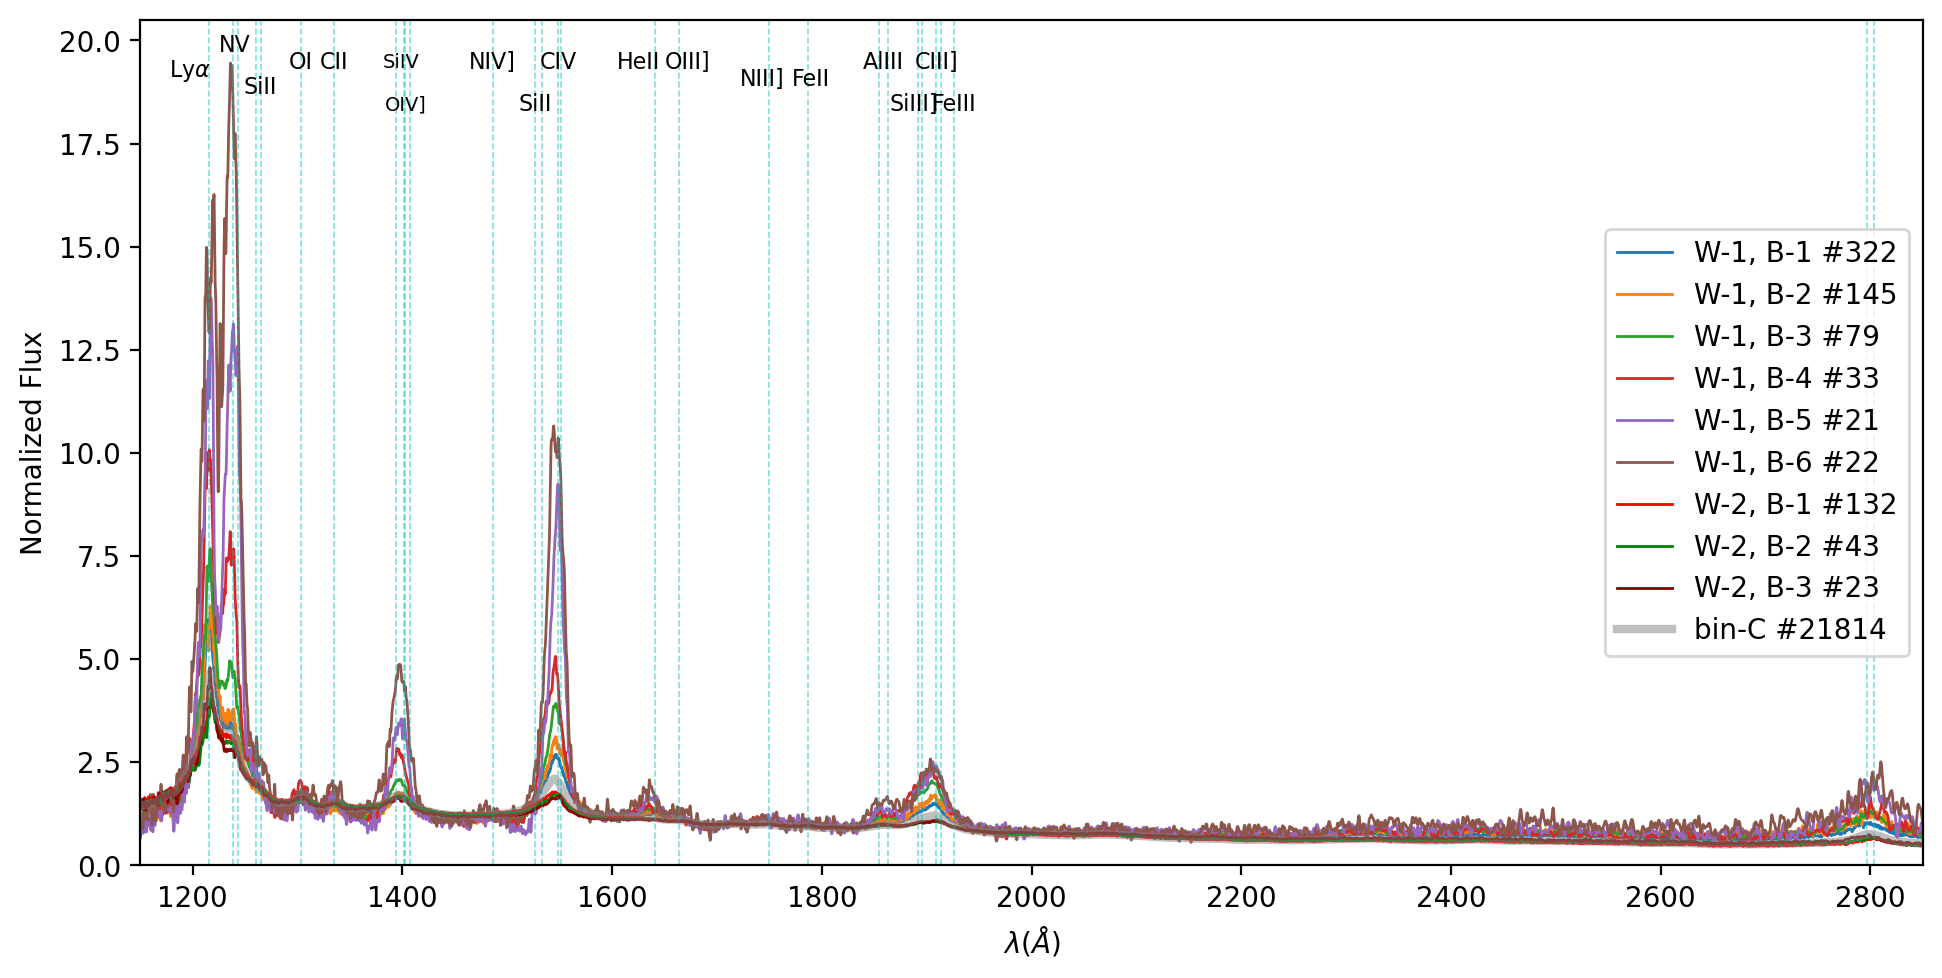 20.0
17.5
15.0
12.5
10.0
7.5
5.0
2.5
0.0
Normalized Flux
Lyα
NV
SiII
OI
CII
SiIV
OIV]
NIV]
SiII
CIV
HeII
OIII]
NIII]
FeII
AlIII
SiIII]
CIII]
FeIII
W-1, B-1 #322
W-1, B-2 #145
W-1, B-3 #79
W-1, B-4 #33
W-1, B-5 #21
W-1, B-6 #22
W-2, B-1 #132
W-2, B-2 #43
W-2, B-3 #23
bin-C #21814
1200 1400 1600 1800 2000 2200 2400 2600 2800
λ(Å)